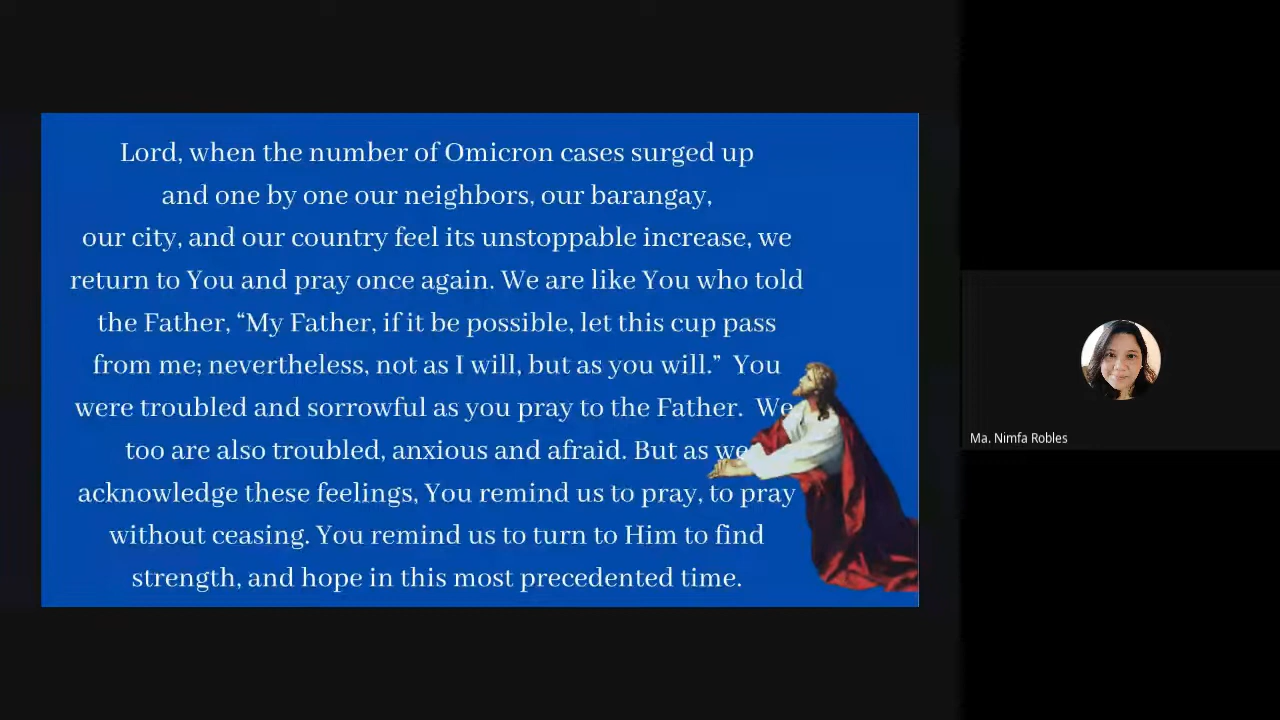 Lord, when the number of Omicron cases surged up
and one by one our neighbors, our barangay,
our city, and our country feel its unstoppable increase, we
return to You and pray once again. We are like You who told
the Father, “My Father, if it be possible, let this cup pass
from me; nevertheless, not as I will, but as you will.”  You
were troubled and sorrowful as you pray to the Father.  We
too are also troubled, anxious and afraid. But as we
acknowledge these feelings, You remind us to pray, to pray
without ceasing. You remind us to turn to Him to find
strength, and hope in this most precedented time.
Ma. Nimfa Robles